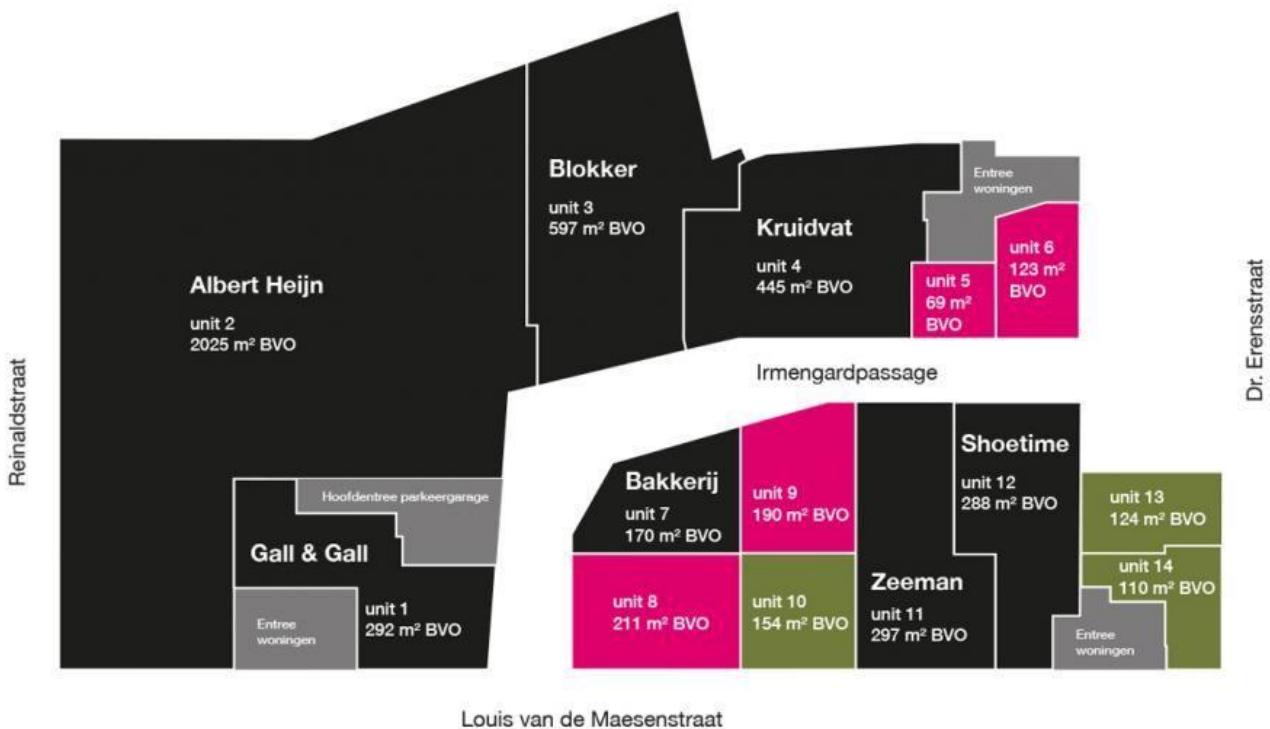 Reinaldstraat
Albert Heijn
unit 2
2025 m² BVO
Blokker
unit 3
597 m² BVO
Kruidvat
unit 4
445 m² BVO
Entree
woningen
unit 5
69 m²
BVO
unit 6
123 m²
BVO
Dr. Erensstraat
Irmengardpassage
Hoofdentree parkeergarage
Gall & Gall
unit 1
292 m² BVO
Entree
woningen
Bakkerij
unit 7
170 m² BVO
unit 9
190 m² BVO
unit 8
211 m² BVO
unit 10
154 m² BVO
Zeeman
unit 11
297 m² BVO
Shoetime
unit 12
288 m² BVO
unit 13
124 m² BVO
unit 14
110 m² BVO
Entree
woningen
Louis van de Maesenstraat